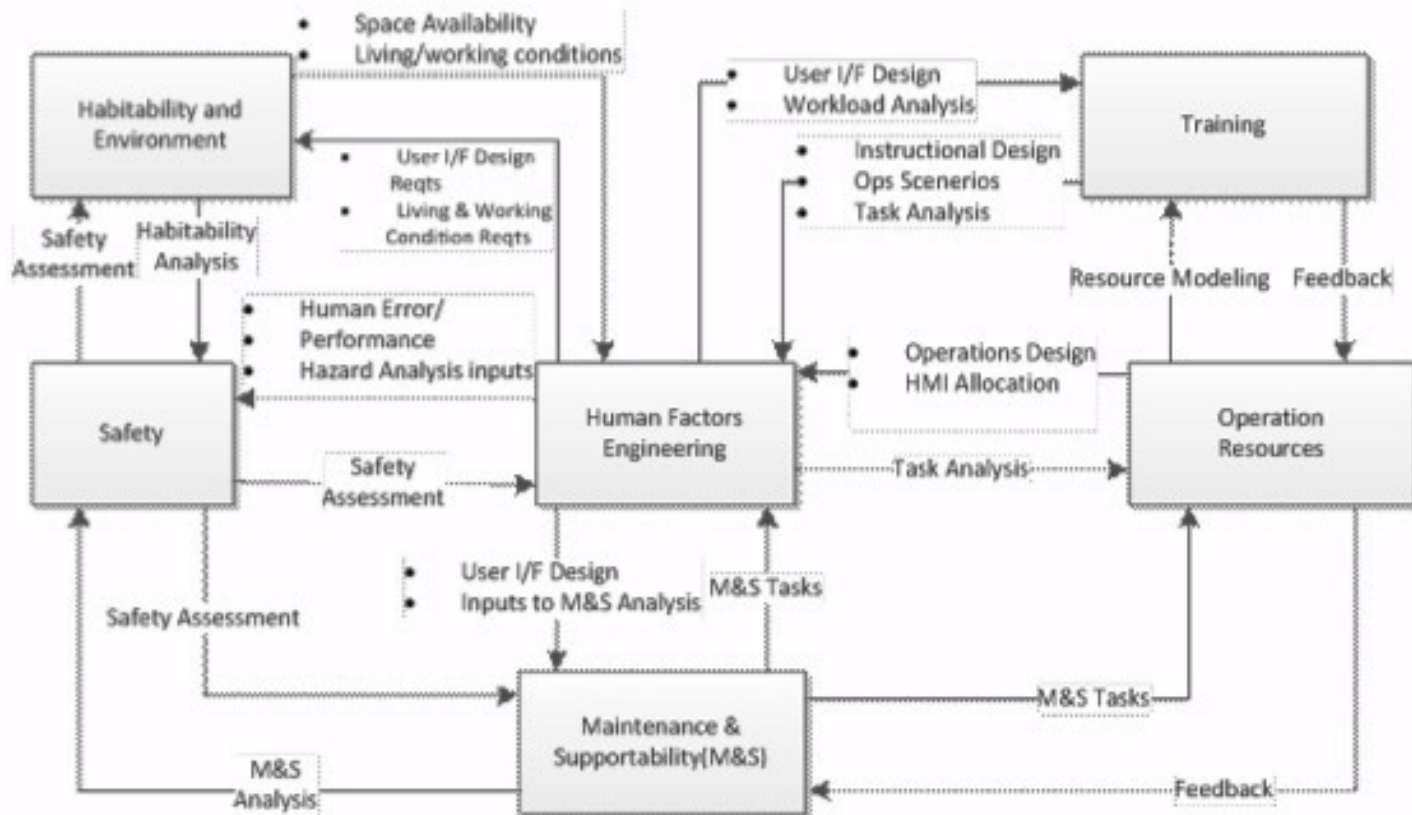 • Space Availability
• Living/working conditions
Habitability and
Environment
• User I/F Design
• Workload Analysis
Training
• User I/F Design
Reqts
• Living & Working
Condition Reqts
• Instructional Design
• Ops Scenerios
• Task Analysis
Safety
Assessment
Habitability
Analysis
Resource Modeling
Feedback
• Human Error/
• Performance
• Hazard Analysis inputs
• Operations Design
• HMI Allocation
Safety
Human Factors
Engineering
Operation
Resources
Safety
Assessment
Task Analysis
• User I/F Design
• Inputs to M&S Analysis
M&S Tasks
Safety Assessment
Maintenance &
Supportability(M&S)
M&S Tasks
M&S
Analysis
Feedback